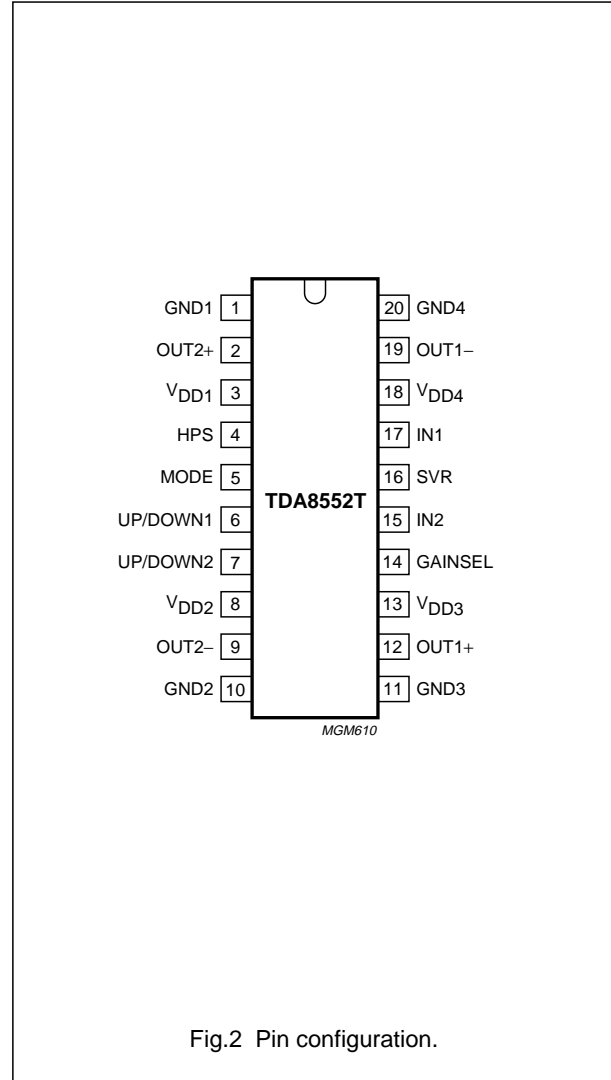 GND1 1 20 GND4
OUT2+ 2 19 OUT1−
VDD1 3 18 VDD4
HPS 4 17 IN1
MODE 5 16 SVR
TDA8552T
UP/DOWN1 6 15 IN2
UP/DOWN2 7 14 GAINSEL
VDD2 8 13 VDD3
OUT2− 9 12 OUT1+
GND2 10 11 GND3
MGM610
Fig.2 Pin configuration.